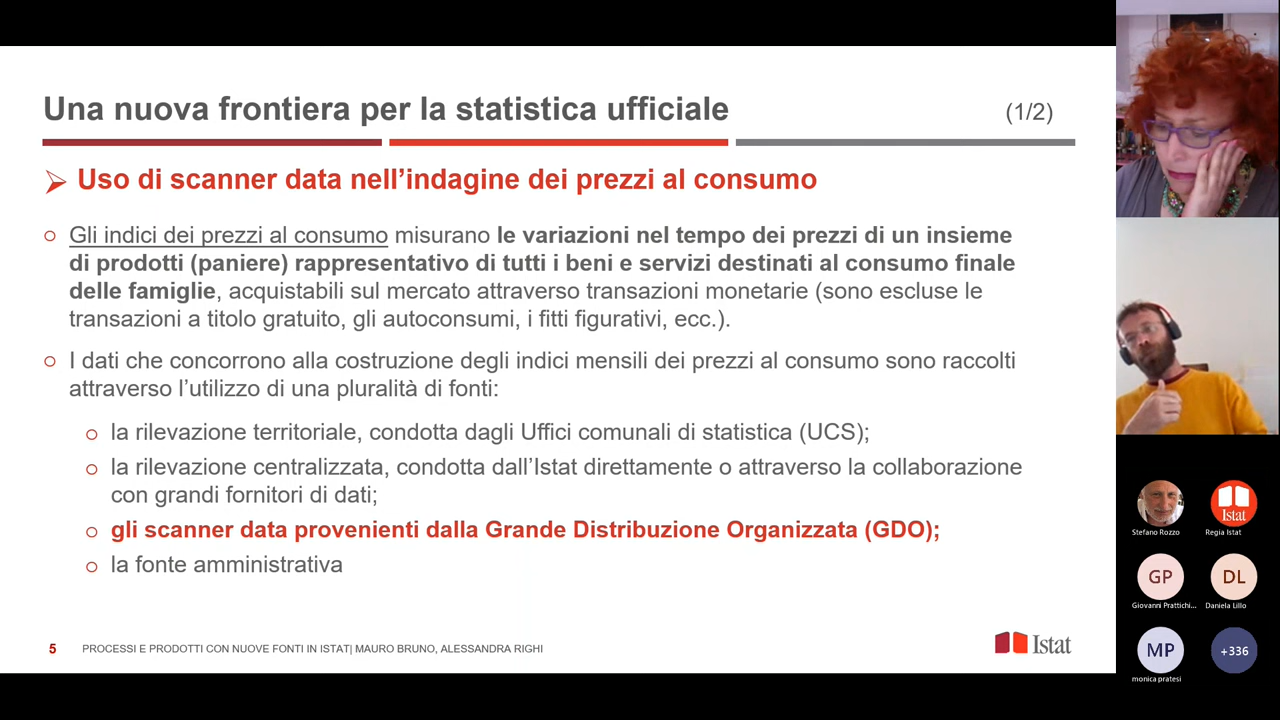 Una nuova frontiera per la statistica ufficiale
(1/2)
Uso di scanner data nell’indagine dei prezzi al consumo
Gli indici dei prezzi al consumo misurano le variazioni nel tempo dei prezzi di un insieme
di prodotti (paniere) rappresentativo di tutti i beni e servizi destinati al consumo finale
delle famiglie, acquistabili sul mercato attraverso transazioni monetarie (sono escluse le
transazioni a titolo gratuito, gli autoconsumi, i fitti figurativi, ecc.).
I dati che concorrono alla costruzione degli indici mensili dei prezzi al consumo sono raccolti
attraverso l’utilizzo di una pluralità di fonti:
la rilevazione territoriale, condotta dagli Uffici comunali di statistica (UCS);
la rilevazione centralizzata, condotta dall’Istat direttamente o attraverso la collaborazione
con grandi fornitori di dati;
gli scanner data provenienti dalla Grande Distribuzione Organizzata (GDO);
la fonte amministrativa
5
PROCESSI E PRODOTTI CON NUOVE FONTI IN ISTAT| MAURO BRUNO, ALESSANDRA RIGHI
Istat
Stefano Rozzo
Istat
Regia Istat
GP
Giovanni Prattichi...
DL
Daniela Lillo
MP
monica pratesi
+336